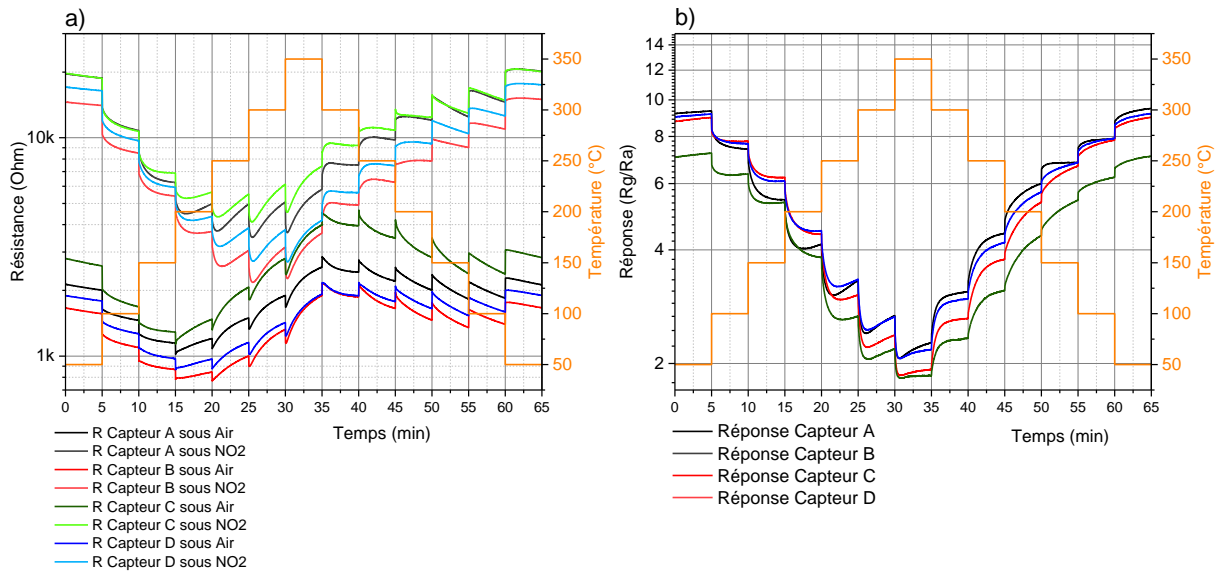 a)
10k
1k
Resistance (Ohm)
350
300
250
200
150
100
50
Température (°C)
0 5 10 15 20 25 30 35 40 45 50 55 60 65
Temps (min)
R Capteur A sous Air
R Capteur A sous NO2
R Capteur B sous Air
R Capteur B sous NO2
R Capteur C sous Air
R Capteur C sous NO2
R Capteur D sous Air
R Capteur D sous NO2
b)
14
12
10
8
6
4
2
Réponse (Rg/Ra)
350
300
250
200
150
100
50
Température (°C)
0 5 10 15 20 25 30 35 40 45 50 55 60 65
Temps (min)
Réponse Capteur A
Réponse Capteur B
Réponse Capteur C
Réponse Capteur D